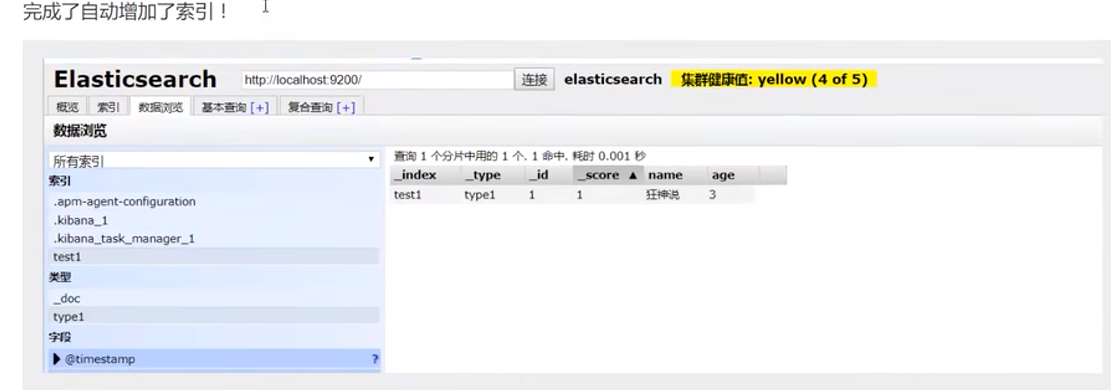 完成了自动增加了索引！
Elasticsearch http://localhost:9200/ 连接 elasticsearch 集群健康值: yellow (4 of 5)
概览 索引 数据浏览 基本查询 [+] 复合查询 [+]
数据浏览
所有索引
索引
.apm-agent-configuration
.kibana_1
.kibana_task_manager_1
test1
类型
_doc
type1
字段
@timestamp ?
查询 1 个分片中用的 1 个. 1 命中. 耗时 0.001 秒
_index _type _id _score ▲ name age
test1 type1 1 1 狂神说 3